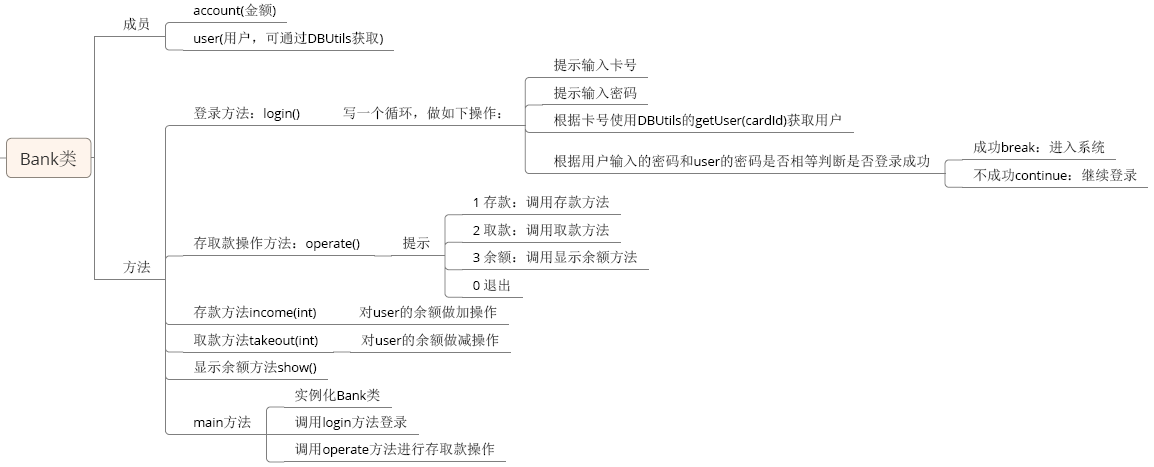 Bank类
成员
account(金额)
user(用户，可通过DBUtils获取)
方法
登录方法：login()
写一个循环，做如下操作：
提示输入卡号
提示输入密码
根据卡号使用DBUtils的getUser(cardId)获取用户
根据用户输入的密码和user的密码是否相等判断是否登录成功
成功break：进入系统
不成功continue：继续登录
存取款操作方法：operate()
提示
1 存款：调用存款方法
2 取款：调用取款方法
3 余额：调用显示余额方法
0 退出
存款方法income(int)
对user的余额做加操作
取款方法takeout(int)
对user的余额做减操作
显示余额方法show()
main方法
实例化Bank类
调用login方法登录
调用operate方法进行存取款操作